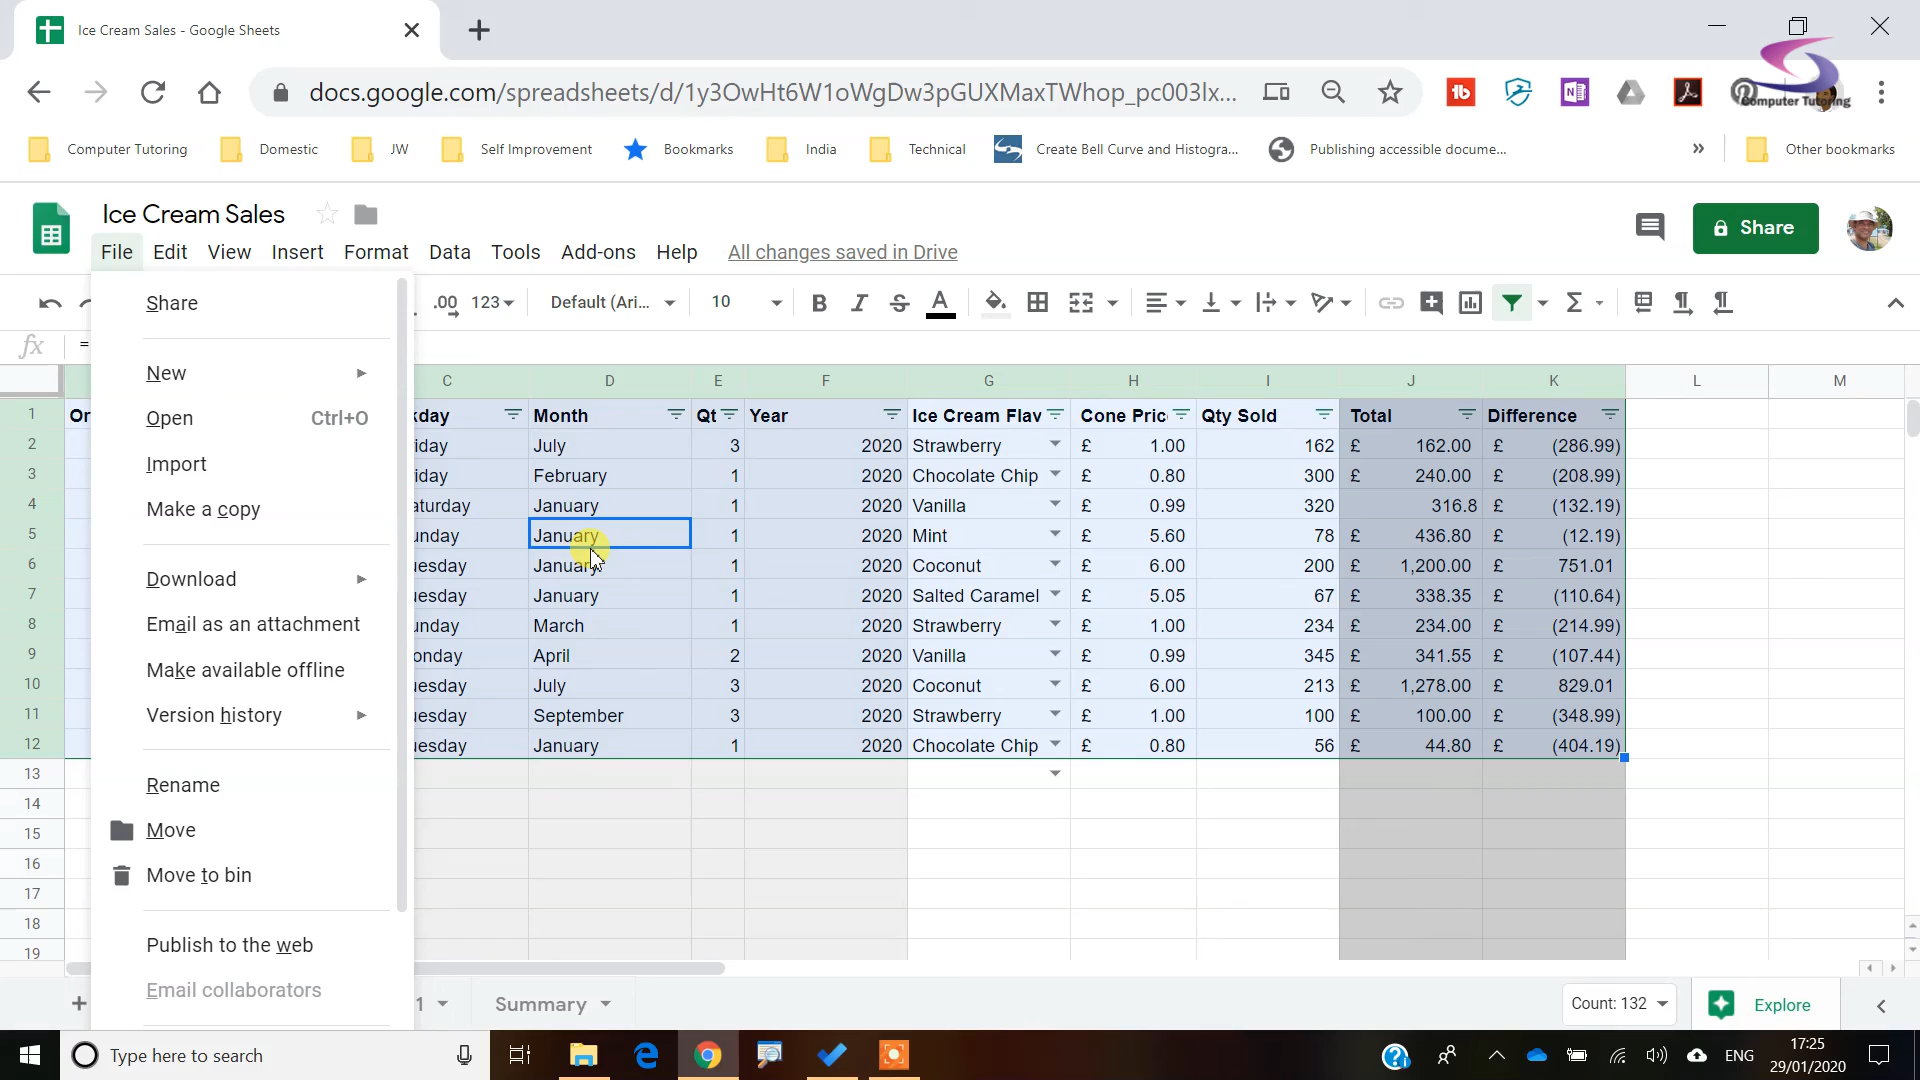 Ice Cream Sales - Google Sheets
docs.google.com/spreadsheets/d/1y3OwHt6W1oWgDw3pGUXMaxTWhop_pc003lx...
Computer Tutoring
Computer Tutoring Domestic JW Self Improvement Bookmarks India Technical Create Bell Curve and Histogra... Publishing accessible docume... » Other bookmarks
Ice Cream Sales
Share
File Edit View Insert Format Data Tools Add-ons Help All changes saved in Drive
.00 123 Default (Ari... 10 B I S A Σ
fx =
C D E F G H I J K L M
1 Or kday Month Qt Year Ice Cream Flav Cone Pric Qty Sold Total Difference
2 iday July 3 2020 Strawberry £ 1.00 162 £ 162.00 £ (286.99)
3 iday February 1 2020 Chocolate Chip £ 0.80 300 £ 240.00 £ (208.99)
4 aturday January 1 2020 Vanilla £ 0.99 320 316.8 £ (132.19)
5 unday January 1 2020 Mint £ 5.60 78 £ 436.80 £ (12.19)
6 uesday January 1 2020 Coconut £ 6.00 200 £ 1,200.00 £ 751.01
7 uesday January 1 2020 Salted Caramel £ 5.05 67 £ 338.35 £ (110.64)
8 unday March 1 2020 Strawberry £ 1.00 234 £ 234.00 £ (214.99)
9 onday April 2 2020 Vanilla £ 0.99 345 £ 341.55 £ (107.44)
10 uesday July 3 2020 Coconut £ 6.00 213 £ 1,278.00 £ 829.01
11 uesday September 3 2020 Strawberry £ 1.00 100 £ 100.00 £ (348.99)
12 uesday January 1 2020 Chocolate Chip £ 0.80 56 £ 44.80 £ (404.19)
13
14
15
16
17
18
19
Share
New
Open Ctrl+O
Import
Make a copy
Download
Email as an attachment
Make available offline
Version history
Rename
Move
Move to bin
Publish to the web
Email collaborators
+ 1 Summary Count: 132 Explore
Type here to search
ENG 17:25
29/01/2020